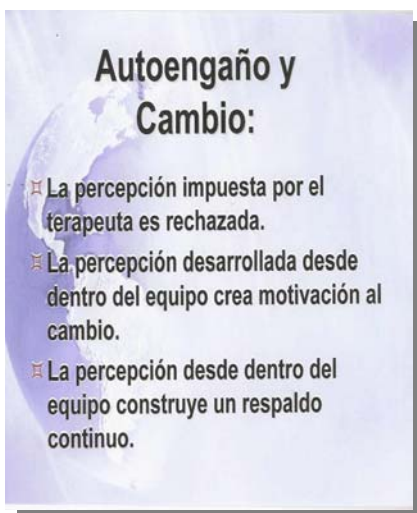 Autoengaño y
Cambio:
La percepción impuesta por el
terapeuta es rechazada.
La percepción desarrollada desde
dentro del equipo crea motivación al
cambio.
La percepción desde dentro del
equipo construye un respaldo
continuo.